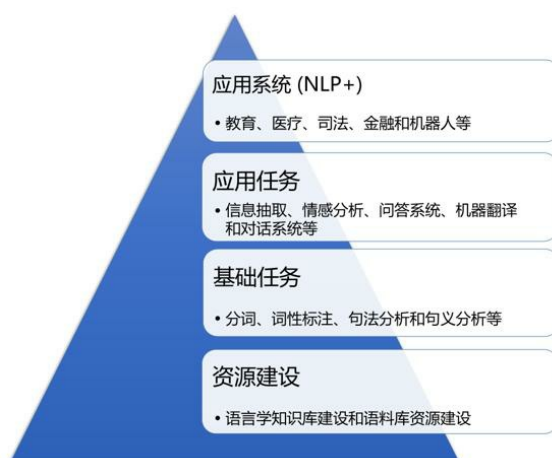 应用系统 (NLP+)
• 教育、医疗、司法、金融和机器人等
应用任务
• 信息抽取、情感分析、问答系统、机器翻译
和对话系统等
基础任务
• 分词、词性标注、句法分析和句义分析等
资源建设
• 语言学知识库建设和语料库资源建设